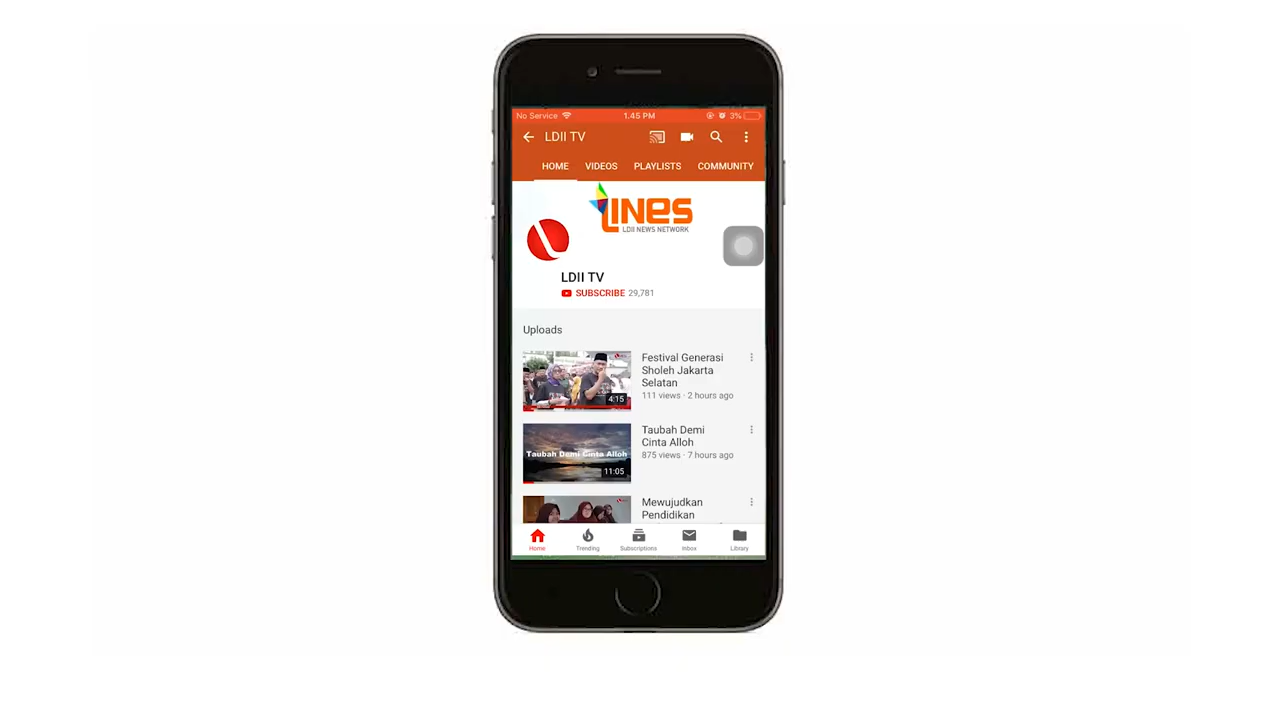 No Service 1.45 PM 3%
LDII TV
HOME VIDEOS PLAYLISTS COMMUNITY
LINES
LDII NEWS NETWORK
LDII TV
SUBSCRIBE 29,781
Uploads
Festival Generasi
Sholeh Jakarta
Selatan
111 views · 2 hours ago
4:15
Taubah Demi
Cinta Alloh
875 views · 7 hours ago
Taubah Demi Cinta Alloh
11:05
Mewujudkan
Pendidikan
Home Trending Subscriptions Inbox Library